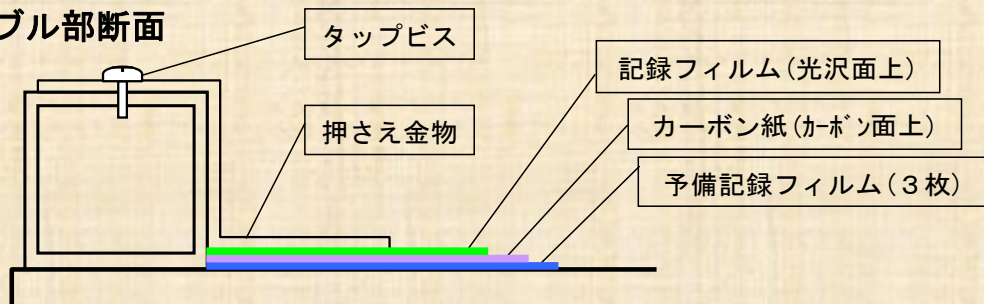 ブル部断面
タップビス
記録フィルム(光沢面上)
カーボン紙(ｶｰﾎﾞﾝ面上)
押さえ金物
予備記録フィルム(３枚)